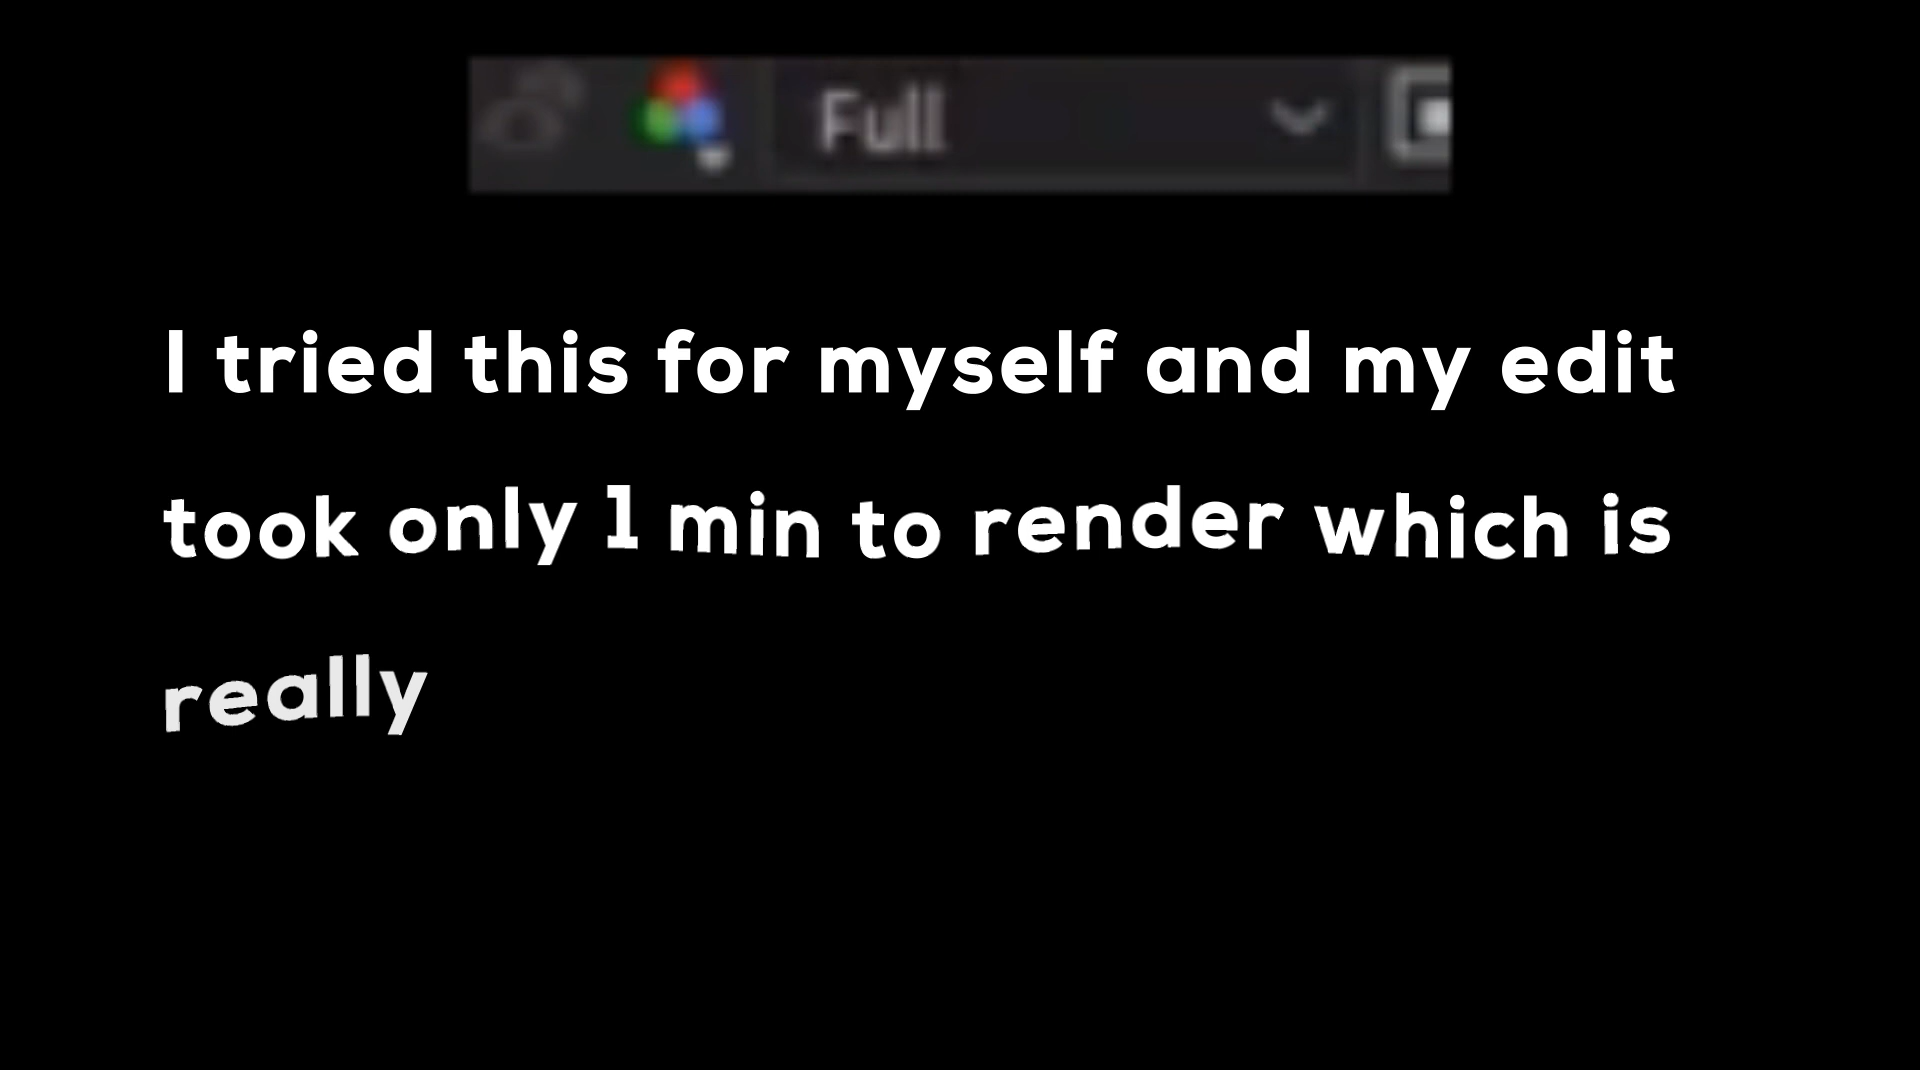 Full
I tried this for myself and my edit
took only 1 min to render which is
really